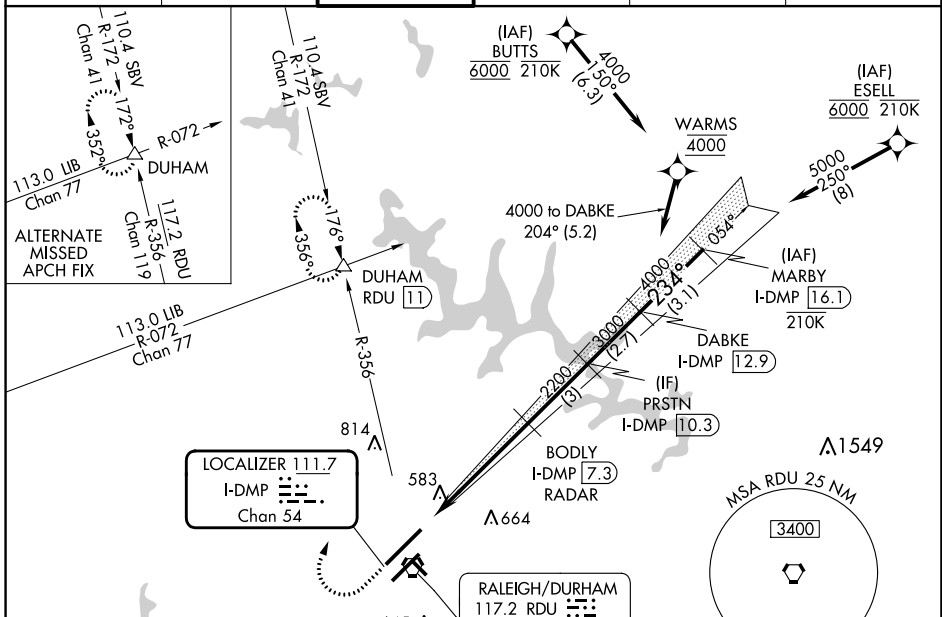 110.4 SBV
R-172
Chan 41
172°
352°
R-072
DUHAM
113.0 LIB
Chan 77
117.2 RDU
R-356
Chan 119
ALTERNATE
MISSED
APCH FIX
110.4 SBV
R-172
Chan 41
176°
356°
DUHAM
RDU 11
113.0 LIB
R-072
Chan 77
R-356
(IAF)
BUTTS
6000 210K
4000
150°
(6.3)
WARMS
4000
(IAF)
ESELL
6000 210K
5000
250°
(8)
4000 to DABKE
204° (5.2)
054°
4000
234°
(3.1)
(IAF)
MARBY
I-DMP 16.1
210K
3000
(2.7)
DABKE
I-DMP 12.9
2200
(3)
(IF)
PRSTN
I-DMP 10.3
BODLY
I-DMP 7.3
RADAR
814
583
664
1549
LOCALIZER 111.7
I-DMP
Chan 54
RALEIGH/DURHAM
117.2 RDU
MSA RDU 25 NM
3400